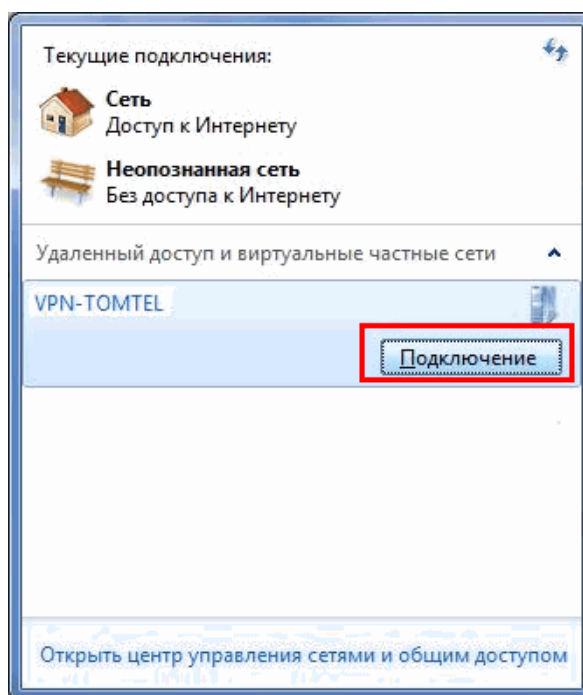 Текущие подключения:
Сеть
Доступ к Интернету
Неопознанная сеть
Без доступа к Интернету
Удаленный доступ и виртуальные частные сети
VPN-TOMTEL
Подключение
Открыть центр управления сетями и общим доступом